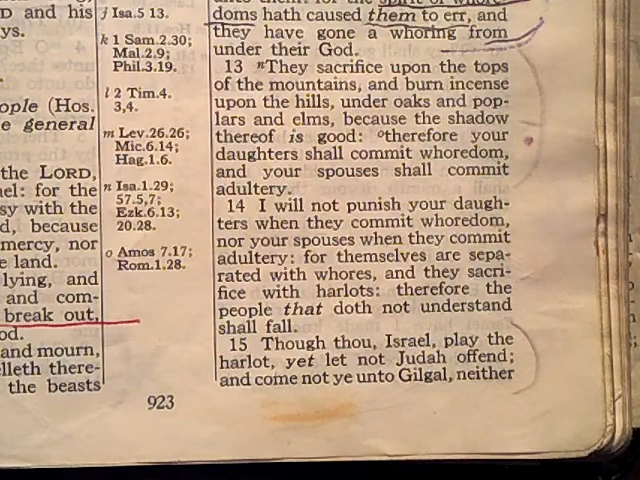 D and his
ys.
ople (Hos.
e general
the LORD,
el: for the
sy with the
d, because
mercy, nor
e land.
lying, and
and com-
break out,
od.
and mourn,
lleth there-
the beasts
j Isa.5 13.
k 1 Sam.2.30;
Mal.2.9;
Phil.3.19.
l 2 Tim.4.
3,4.
m Lev.26.26;
Mic.6.14;
Hag.1.6.
n Isa.1.29;
57.5,7;
Ezk.6.13;
20.28.
o Amos 7.17;
Rom.1.28.
unto them: for the spirit of whore-
doms hath caused them to err, and
they have gone a whoring from
under their God.
13 nThey sacrifice upon the tops
of the mountains, and burn incense
upon the hills, under oaks and pop-
lars and elms, because the shadow
thereof is good: otherefore your
daughters shall commit whoredom,
and your spouses shall commit
adultery.
14 I will not punish your daugh-
ters when they commit whoredom,
nor your spouses when they commit
adultery: for themselves are sepa-
rated with whores, and they sacri-
fice with harlots: therefore the
people that doth not understand
shall fall.
15 Though thou, Israel, play the
harlot, yet let not Judah offend;
and come not ye unto Gilgal, neither
923